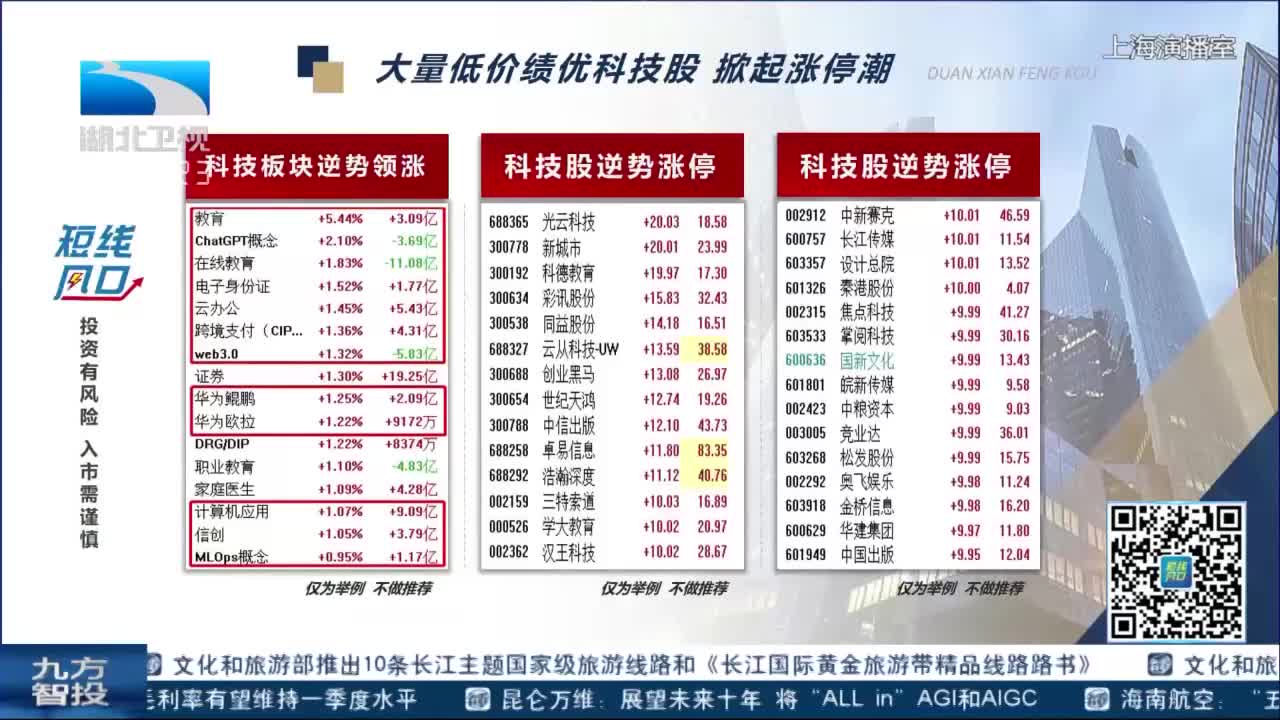 大量低价绩优科技股 掀起涨停潮
DUAN XIAN FENG KOU
上海演播室
湖北卫视
短线
风口
投资有风险 入市需谨慎
科技板块逆势领涨
教育 +5.44% +3.09亿
ChatGPT概念 +2.10% -3.69亿
在线教育 +1.83% -11.08亿
电子身份证 +1.52% +1.77亿
云办公 +1.45% +5.43亿
跨境支付（CIP... +1.36% +4.31亿
web3.0 +1.32% -5.03亿
证券 +1.30% +19.25亿
华为鲲鹏 +1.25% +2.09亿
华为欧拉 +1.22% +9172万
DRG/DIP +1.22% +8374万
职业教育 +1.10% -4.83亿
家庭医生 +1.09% +4.28亿
计算机应用 +1.07% +9.09亿
信创 +1.05% +3.79亿
MLOps概念 +0.95% +1.17亿
仅为举例 不做推荐
科技股逆势涨停
688365 光云科技 +20.03 18.58
300778 新城市 +20.01 23.99
300192 科德教育 +19.97 17.30
300634 彩讯股份 +15.83 32.43
300538 同益股份 +14.18 16.51
688327 云从科技-UW +13.59 38.58
300688 创业黑马 +13.08 26.97
300654 世纪天鸿 +12.74 19.26
300788 中信出版 +12.10 43.73
688258 卓易信息 +11.80 83.35
688292 浩瀚深度 +11.12 40.76
002159 三特索道 +10.03 16.89
000526 学大教育 +10.02 20.97
002362 汉王科技 +10.02 28.67
仅为举例 不做推荐
科技股逆势涨停
002912 中新赛克 +10.01 46.59
600757 长江传媒 +10.01 11.54
603357 设计总院 +10.01 13.52
601326 秦港股份 +10.00 4.07
002315 焦点科技 +9.99 41.27
603533 掌阅科技 +9.99 30.16
600636 国新文化 +9.99 13.43
601801 皖新传媒 +9.99 9.58
002423 中粮资本 +9.99 9.03
003005 竞业达 +9.99 36.01
603268 松发股份 +9.99 15.75
002292 奥飞娱乐 +9.98 11.24
603918 金桥信息 +9.98 16.20
600629 华建集团 +9.97 11.80
601949 中国出版 +9.95 12.04
仅为举例 不做推荐
短线
风口
九方
智投
文化和旅游部推出10条长江主题国家级旅游线路和《长江国际黄金旅游带精品线路路书》 文化和旅
毛利率有望维持一季度水平 昆仑万维：展望未来十年 将“ALL in”AGI和AIGC 海南航空：“五